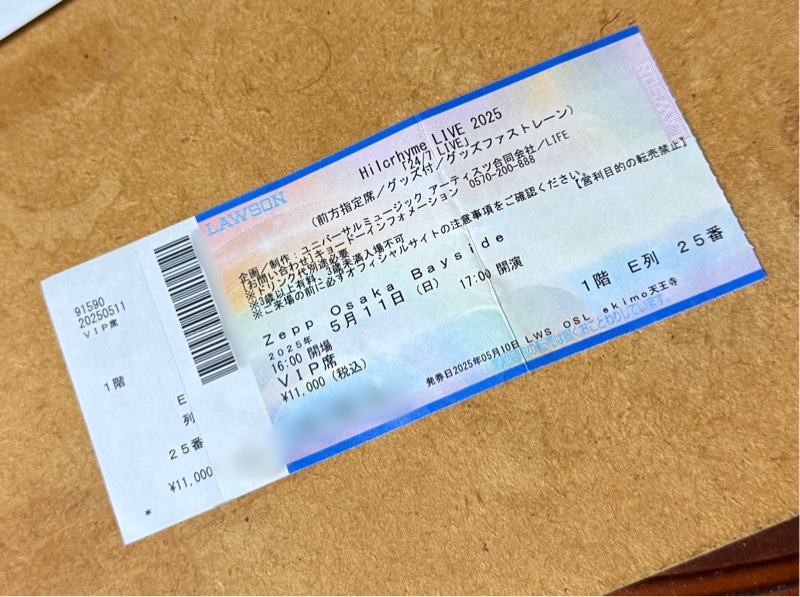 LAWSON
Hilcrhyme LIVE 2025
「24/7 LIVE」
(前方指定席/グッズ付/グッズファストレーン)
企画/制作:ユニバーサルミュージック アーティスツ合同会社/LIFE
【お問い合わせ】キョードーインフォメーション 0570-200-888
※ドリンク代別途必要
※3歳以上有料、3歳未満入場不可
※ご来場の前に必ずオフィシャルサイトの注意事項をご確認ください。
【営利目的の転売禁止】
Zepp Osaka Bayside
2025年 5月11日(日)
16:00 開場 17:00 開演
VIP席 1階 E列 25番
¥11,000(税込)
発券日2025年05月10日 LWS OSL ekimo天王寺
91590
20250511
VIP席
1階
E
列
25番
¥11,000
*